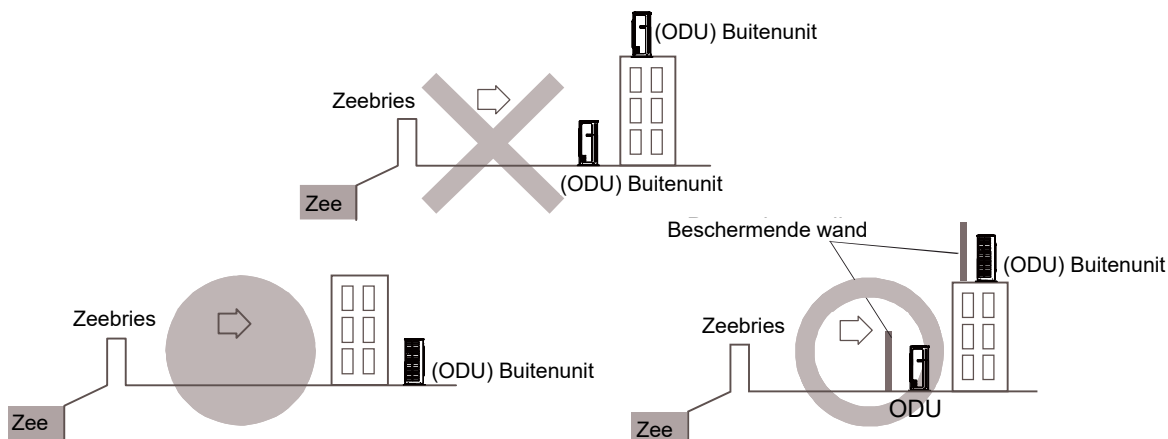 (ODU) Buitenunit
Zeebries
(ODU) Buitenunit
Zee
Beschermende wand
(ODU) Buitenunit
Zeebries
(ODU) Buitenunit
Zee
Zeebries
ODU
Zee